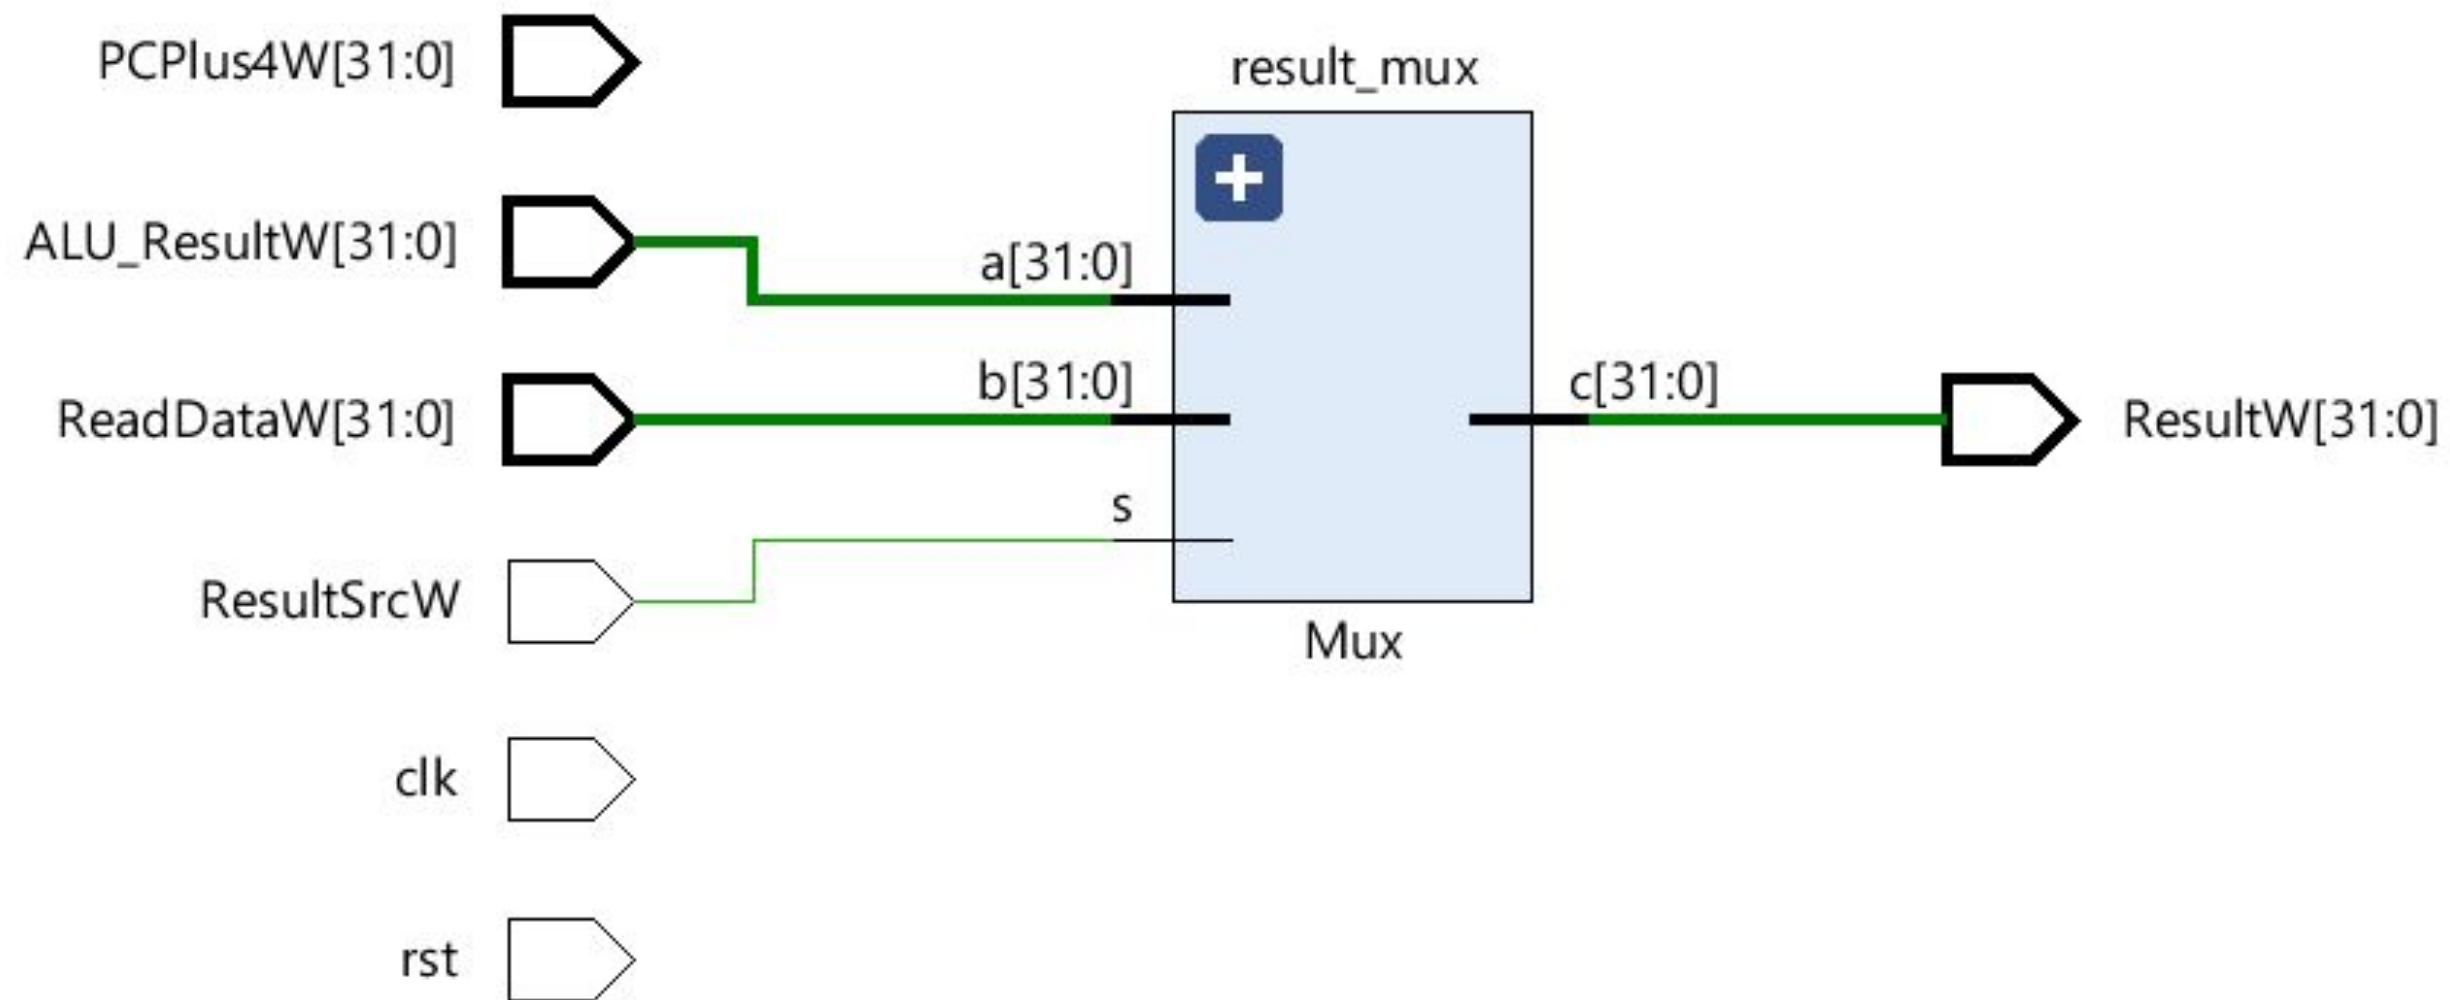 PCPlus4W[31:0]
result_mux
ALU_ResultW[31:0]
a[31:0]
b[31:0]
c[31:0]
ReadDataW[31:0]
ResultW[31:0]
s
ResultSrcW
Mux
clk
rst